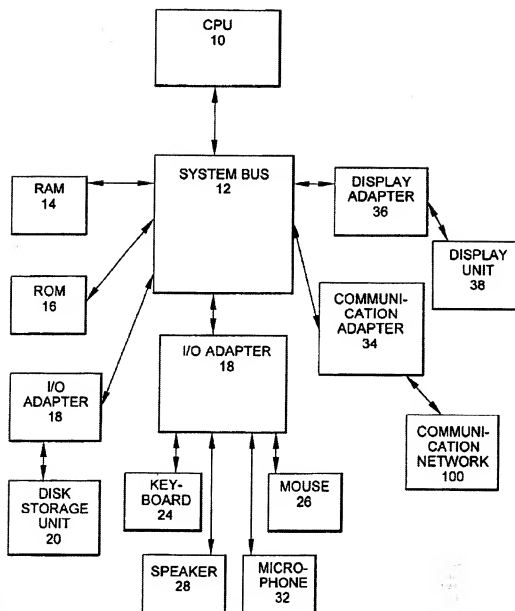 CPU
10
SYSTEM BUS
12
RAM
14
DISPLAY
ADAPTER
36
DISPLAY
UNIT
38
ROM
16
COMMUNI-
CATION
ADAPTER
34
I/O ADAPTER
18
I/O
ADAPTER
18
COMMUNI-
CATION
NETWORK
100
KEY-
BOARD
24
MOUSE
26
DISK
STORAGE
UNIT
20
SPEAKER
28
MICRO-
PHONE
32